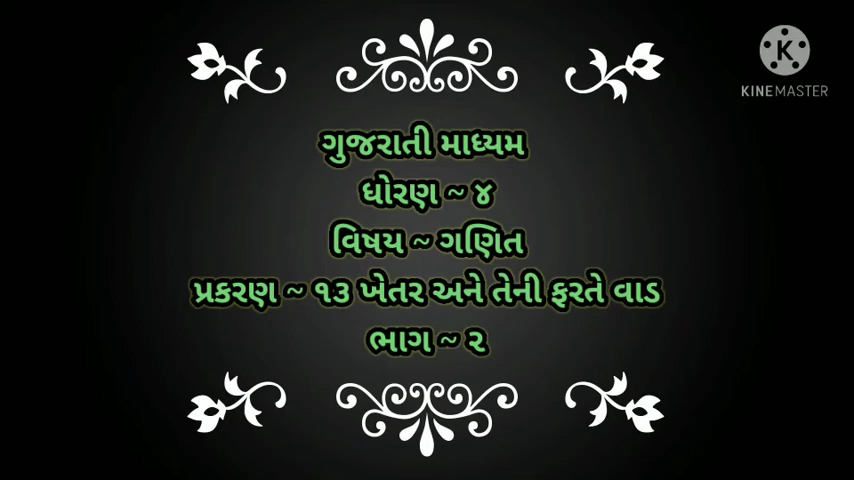 KINEMASTER
ગુજરાતી માધ્યમ
ધોરણ ~ ૪
વિષય ~ ગણિત
પ્રકરણ ~ ૧૩ ખેતર અને તેની ફરતે વાડ
ભાગ ~ ૨